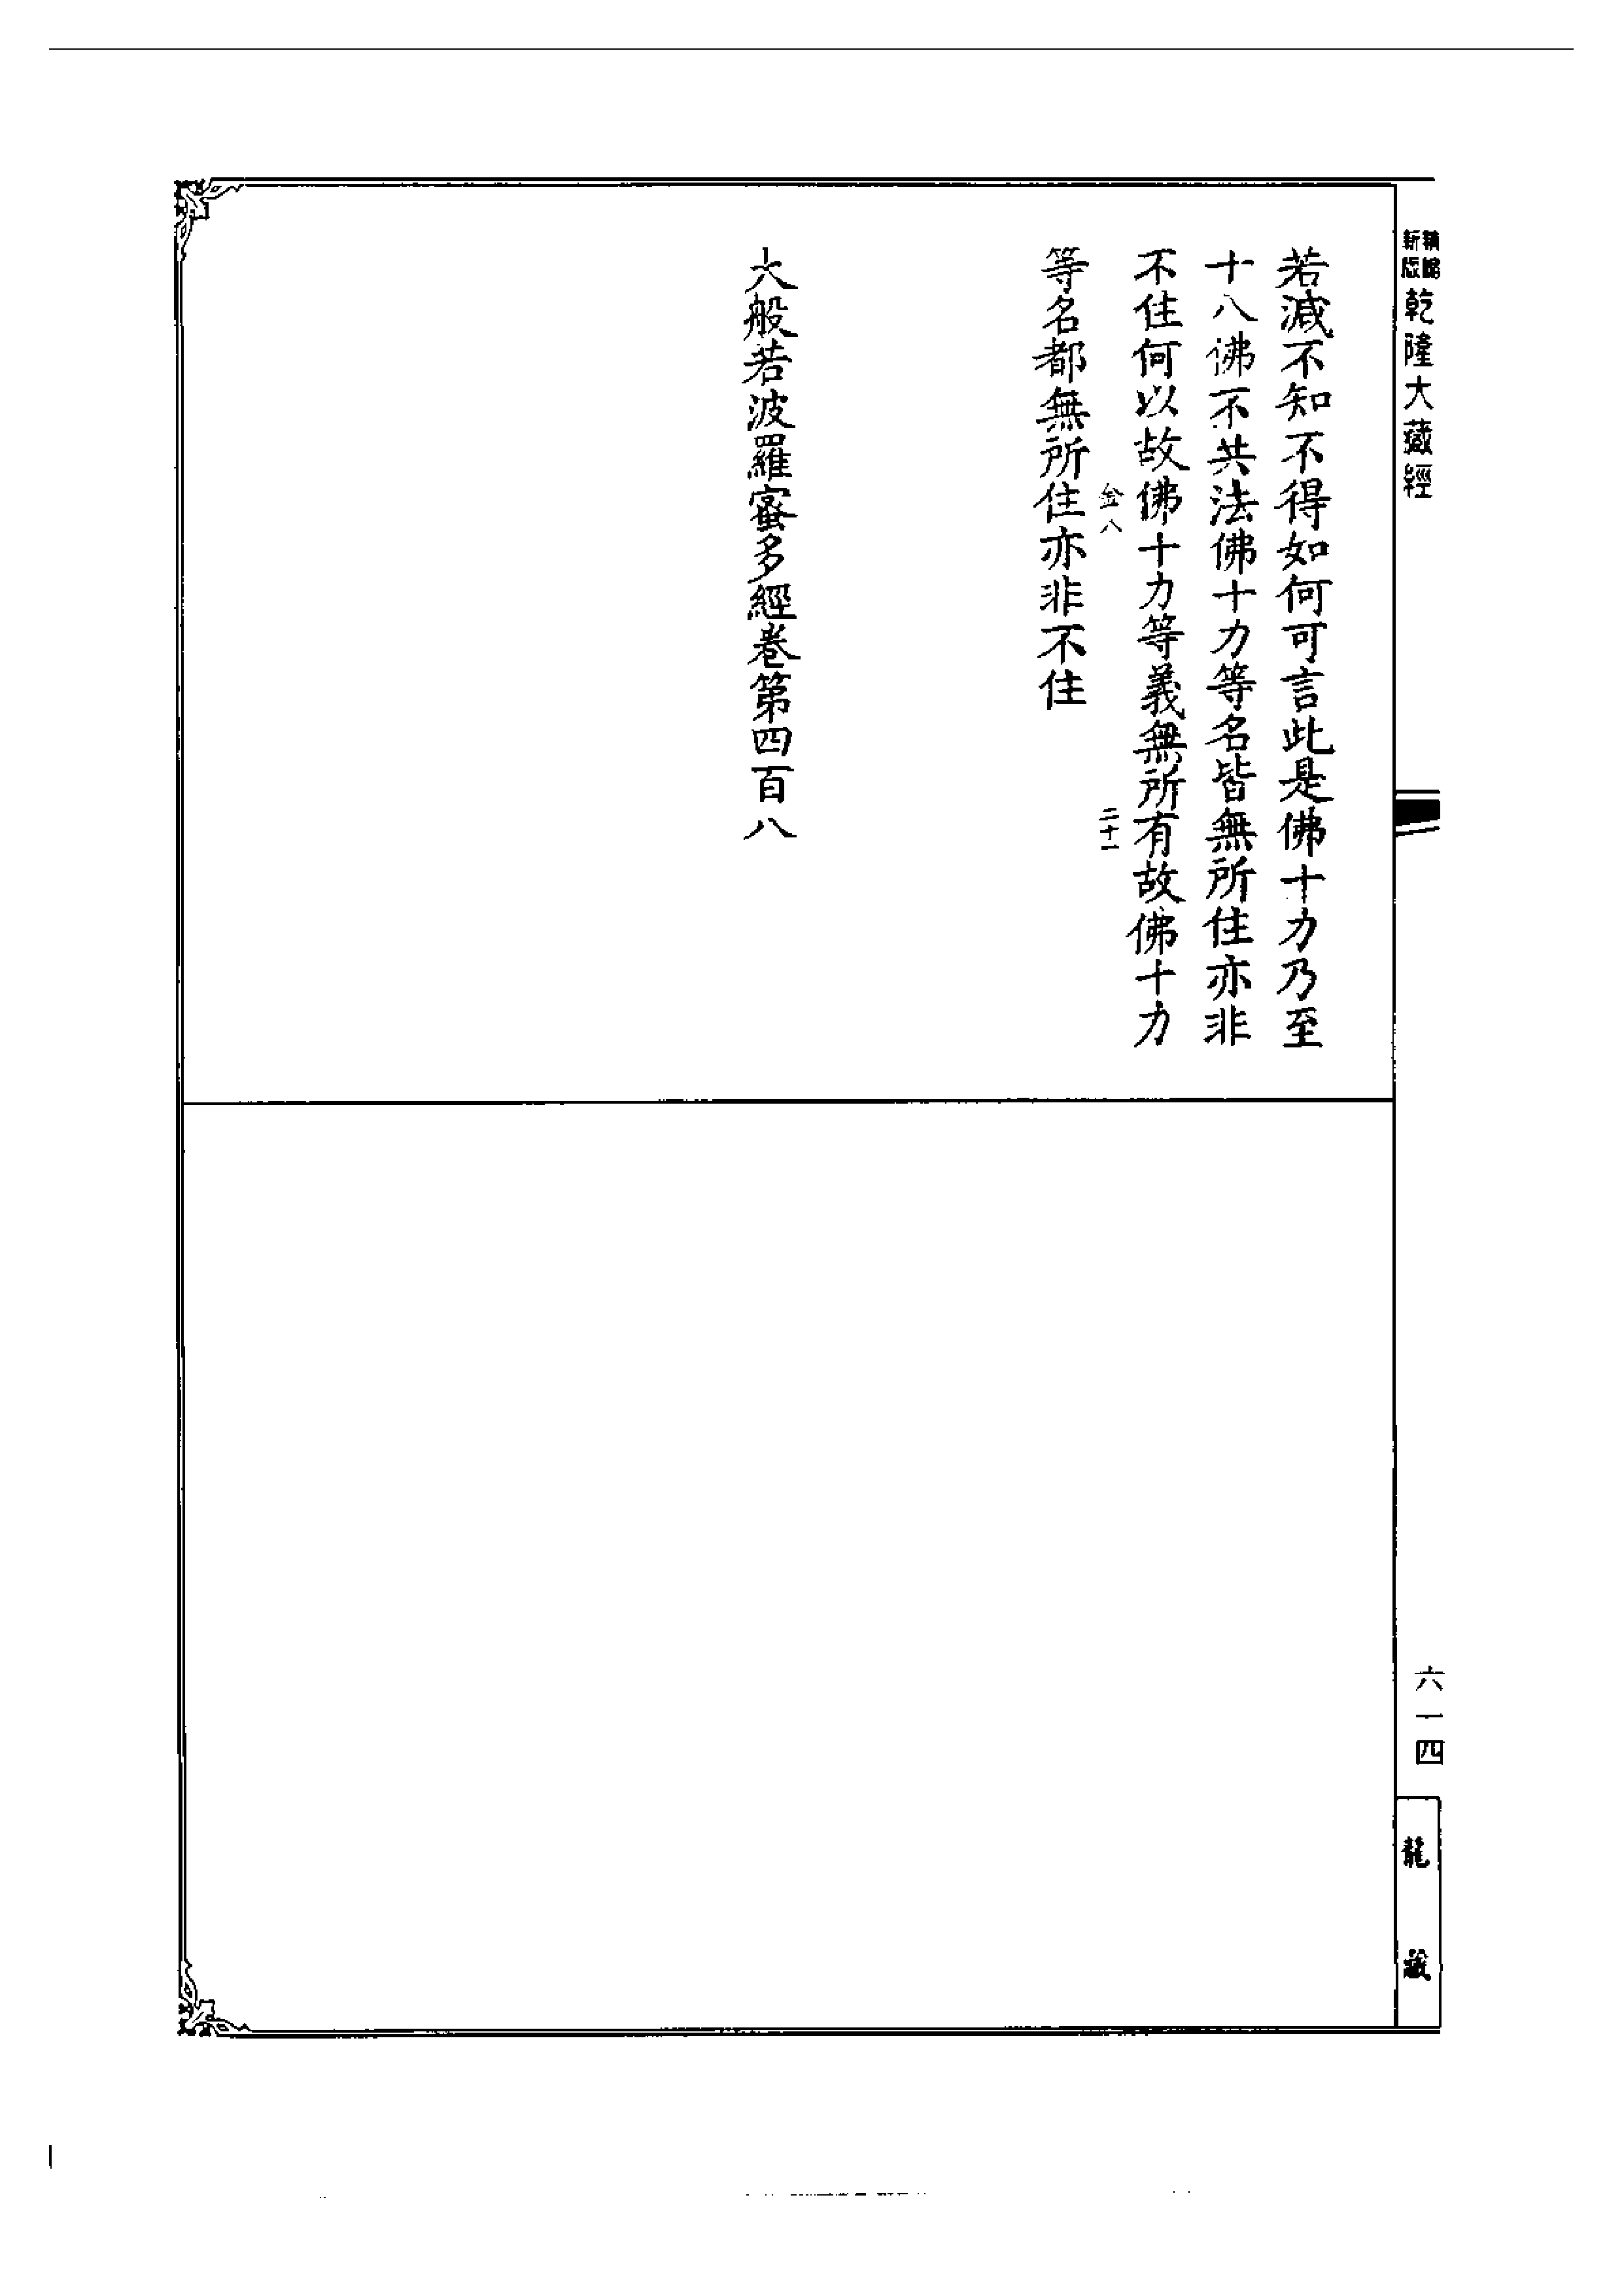 新版 精縮 乾隆大藏經
若減不知不得如何可言此是佛十力乃至
十八佛不共法佛十力等名皆無所住亦非
不住何以故佛十力等義無所有故佛十力
金八 二十一
等名都無所住亦非不住
大般若波羅蜜多經卷第四百八
六一四
龍藏